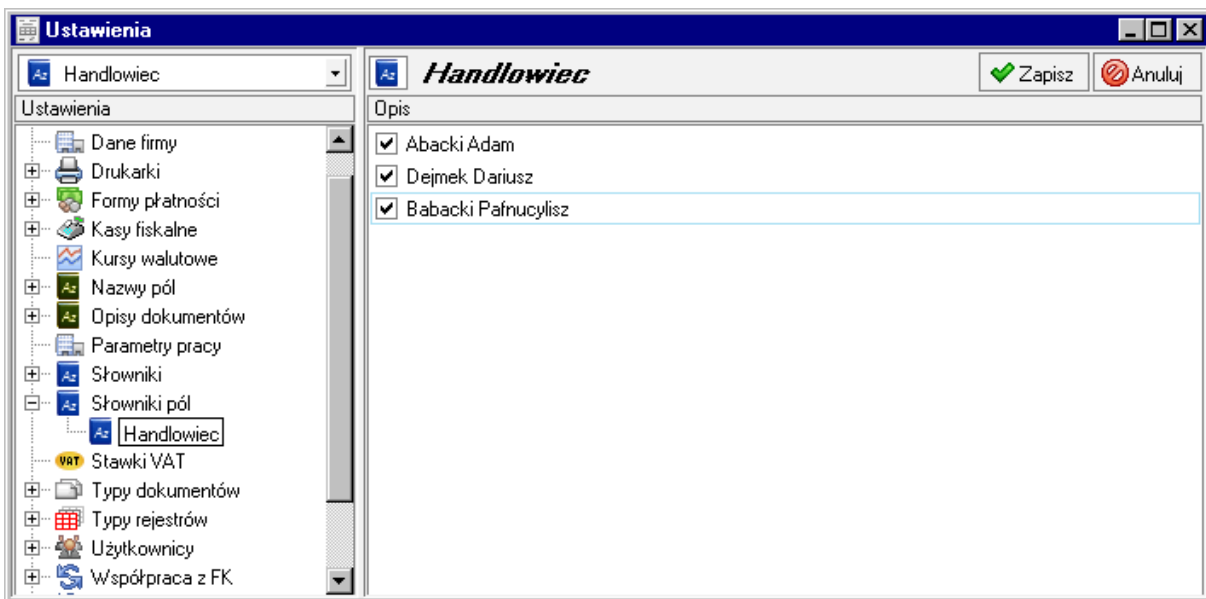 Ustawienia
Handlowiec
Handlowiec
Zapisz
Anuluj
Ustawienia
Opis
Dane firmy
Drukarki
Formy płatności
Kasy fiskalne
Kursy walutowe
Nazwy pól
Opisy dokumentów
Parametry pracy
Słowniki
Słowniki pól
Handlowiec
VAT Stawki VAT
Typy dokumentów
Typy rejestrów
Użytkownicy
Współpraca z FK
Abacki Adam
Dejmek Dariusz
Babacki Pafnucylisz